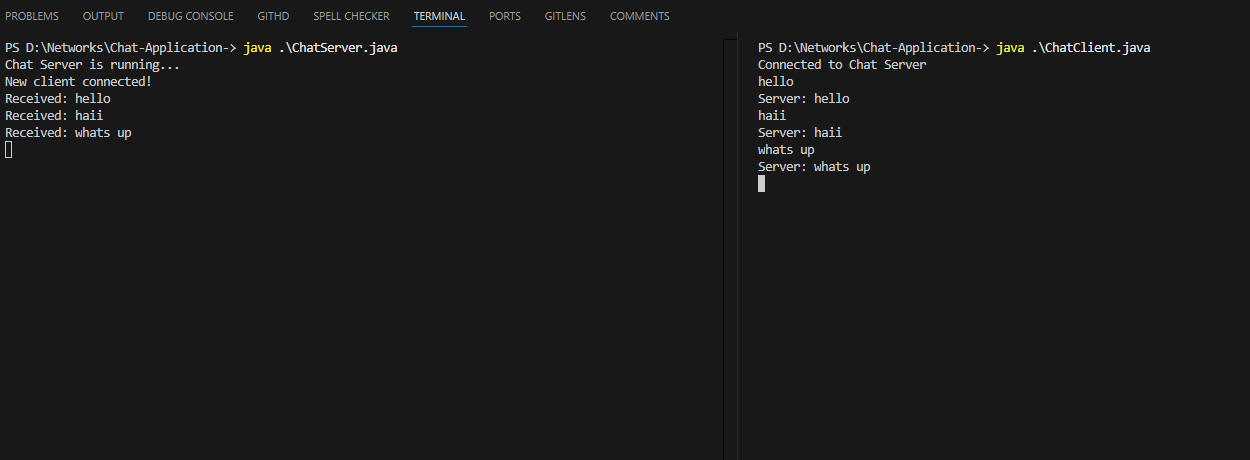 PROBLEMS OUTPUT DEBUG CONSOLE GITHD SPELL CHECKER TERMINAL PORTS GITLENS COMMENTS
PS D:\Networks\Chat-Application-> java .\ChatServer.java
Chat Server is running...
New client connected!
Received: hello
Received: haii
Received: whats up
PS D:\Networks\Chat-Application-> java .\ChatClient.java
Connected to Chat Server
hello
Server: hello
haii
Server: haii
whats up
Server: whats up